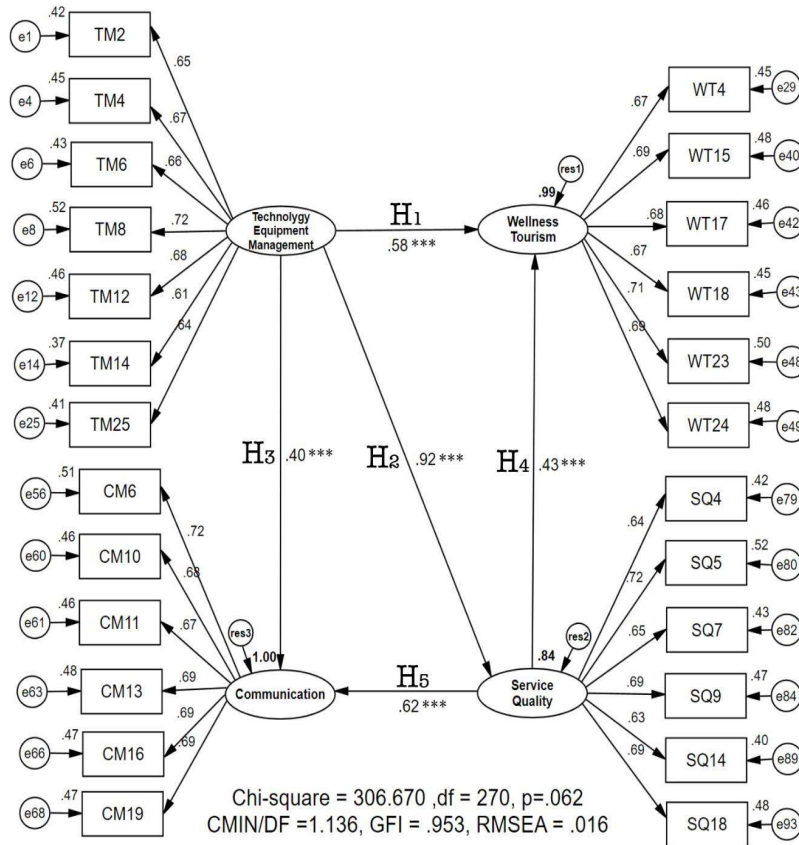 .42
e1
TM2
.65
.45
e4
TM4
.67
.43
e6
TM6
.66
.52
e8
TM8
.72
.46
e12
TM12
.68
.37
e14
TM14
.61
.41
e25
TM25
.64
Technolygy
Equipment
Management
H1
.58 ***
res1
.99
Wellness
Tourism
.67
WT4
.45
e29
.69
WT15
.48
e40
.68
WT17
.46
e42
.67
WT18
.45
e43
.71
WT23
.50
e48
.69
WT24
.48
e49
H3
.40 ***
H2
.92 ***
H4
.43 ***
.51
e56
CM6
.72
.46
e60
CM10
.68
.46
e61
CM11
.67
.48
e63
CM13
.69
.47
e66
CM16
.69
.47
e68
CM19
.69
res3
1.00
Communication
H5
.62 ***
res2
.84
Service
Quality
.64
SQ4
.42
e79
.72
SQ5
.52
e80
.65
SQ7
.43
e82
.69
SQ9
.47
e84
.63
SQ14
.40
e89
.69
SQ18
.48
e93
Chi-square = 306.670 ,df = 270, p=.062
CMIN/DF =1.136, GFI = .953, RMSEA = .016